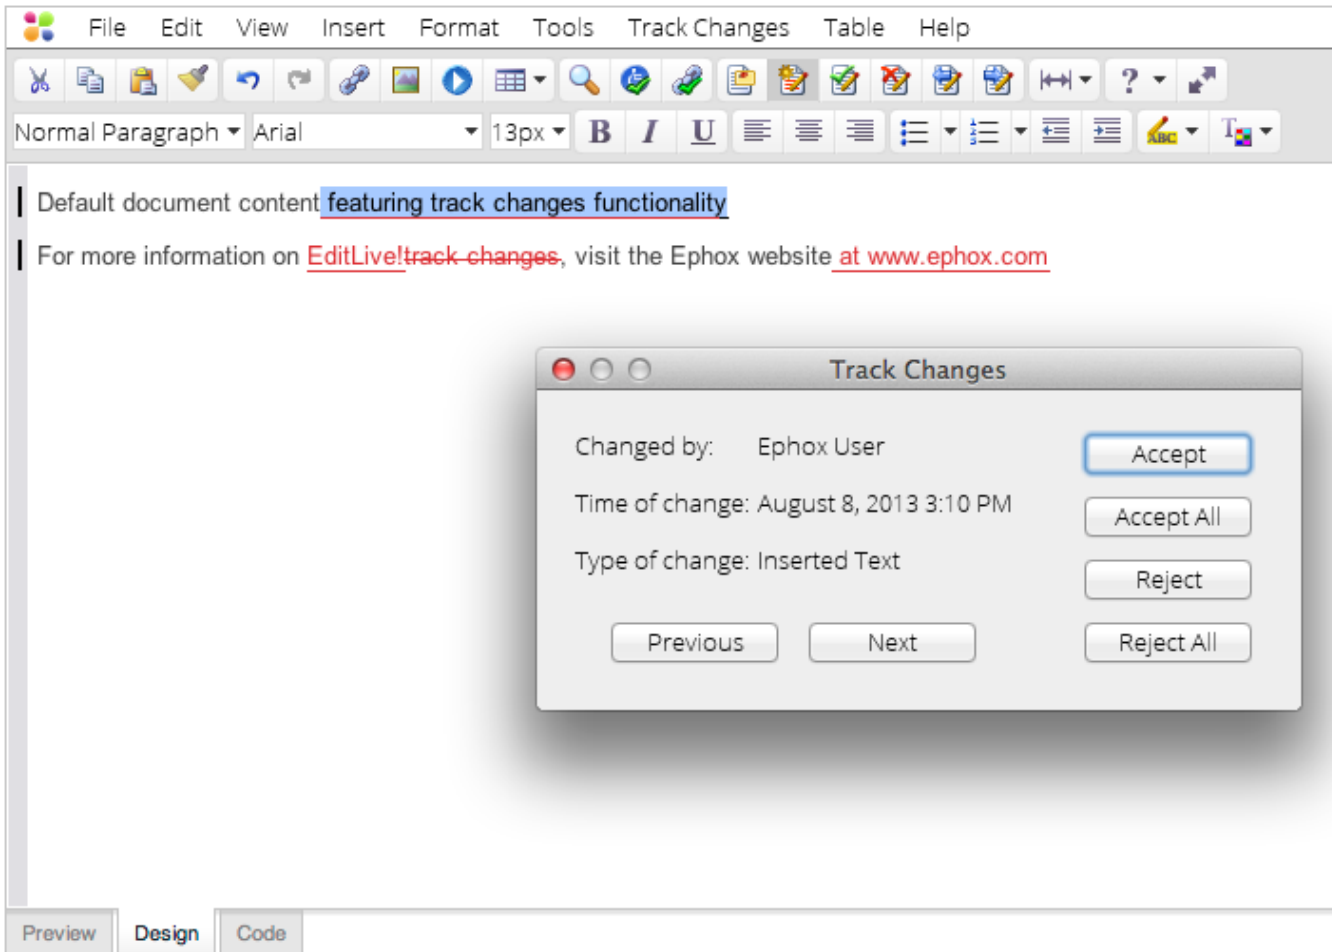 File Edit View Insert Format Tools Track Changes Table Help
?
Normal Paragraph Arial 13px B I U ABC T
Default document content featuring track changes functionality
For more information on EditLive!track changes, visit the Ephox website at www.ephox.com
Track Changes
Changed by: Ephox User
Accept
Time of change: August 8, 2013 3:10 PM
Accept All
Type of change: Inserted Text
Reject
Previous Next Reject All
Preview Design Code